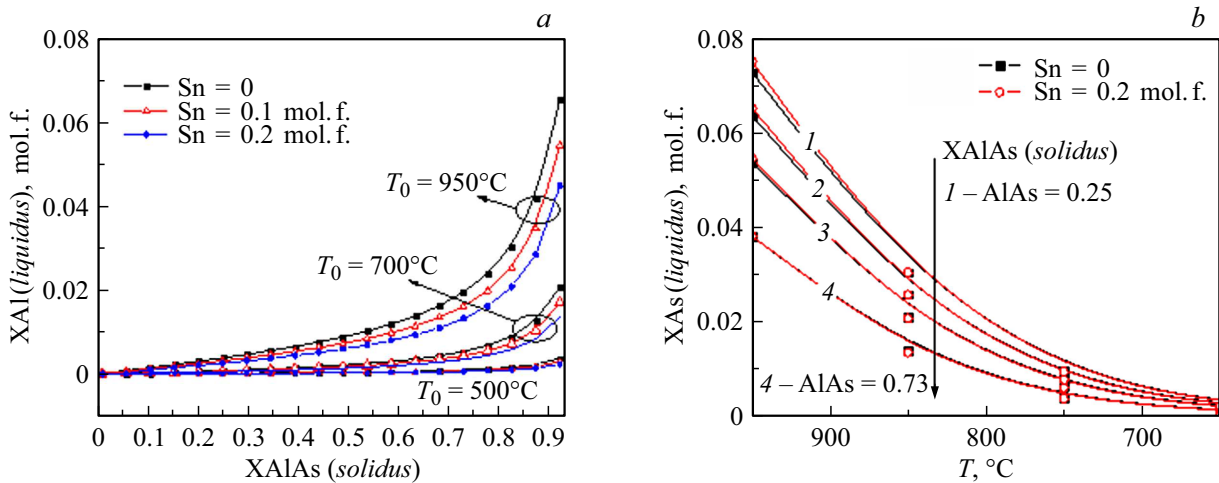 a
0.08
0.06
0.04
0.02
0
XAl(liquidus), mol. f.
Sn = 0
Sn = 0.1 mol. f.
Sn = 0.2 mol. f.
T0 = 950°C
T0 = 700°C
T0 = 500°C
0 0.1 0.2 0.3 0.4 0.5 0.6 0.7 0.8 0.9
XAlAs (solidus)
b
0.08
0.06
0.04
0.02
0
XAs(liquidus), mol. f.
Sn = 0
Sn = 0.2 mol. f.
1
2
3
4
XAlAs (solidus)
1 – AlAs = 0.25
4 – AlAs = 0.73
900 800 700
T, °C